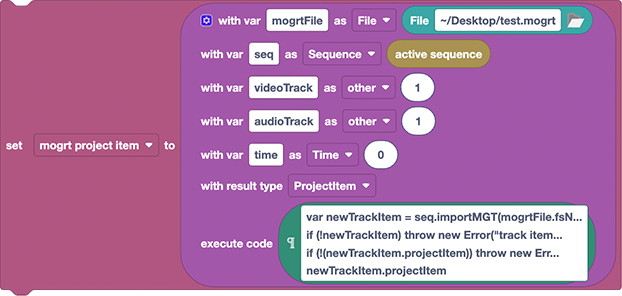 with var mogrtFile as File File ~/Desktop/test.mogrt
with var seq as Sequence active sequence
with var videoTrack as other 1
with var audioTrack as other 1
set mogrt project item to with var time as Time 0
with result type ProjectItem
execute code ¶ var newTrackItem = seq.importMGT(mogrtFile.fsN...
if (!newTrackItem) throw new Error("track item...
if (!(newTrackItem.projectItem)) throw new Err...
newTrackItem.projectItem